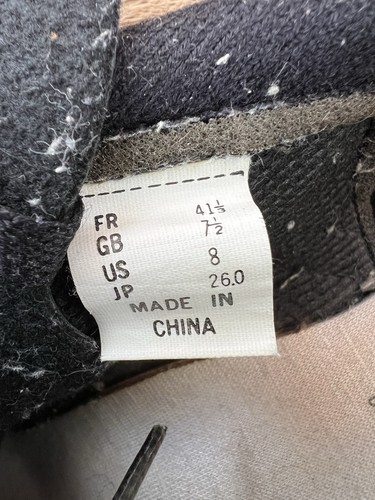 FR 41⅓
GB 7½
US 8
JP 26.0
MADE IN
CHINA